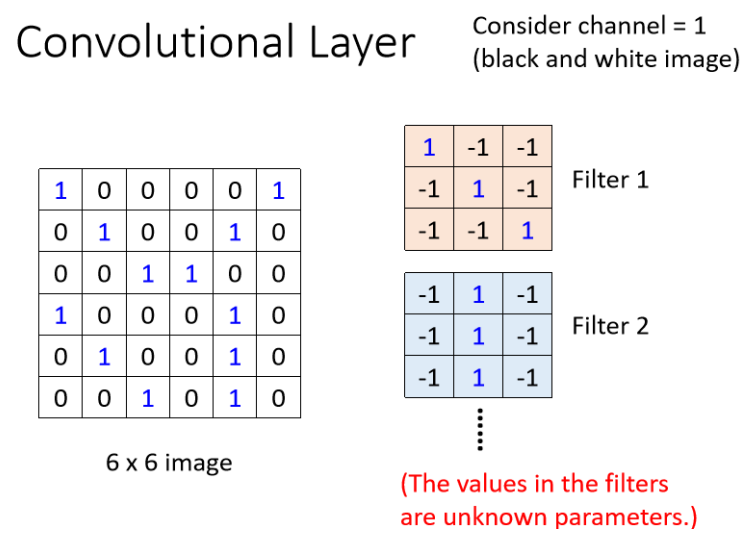 Convolutional Layer
Consider channel = 1
(black and white image)
1 0 0 0 0 1
0 1 0 0 1 0
0 0 1 1 0 0
1 0 0 0 1 0
0 1 0 0 1 0
0 0 1 0 1 0
6 x 6 image
1 -1 -1
-1 1 -1
-1 -1 1
Filter 1
-1 1 -1
-1 1 -1
-1 1 -1
Filter 2
(The values in the filters
are unknown parameters.)